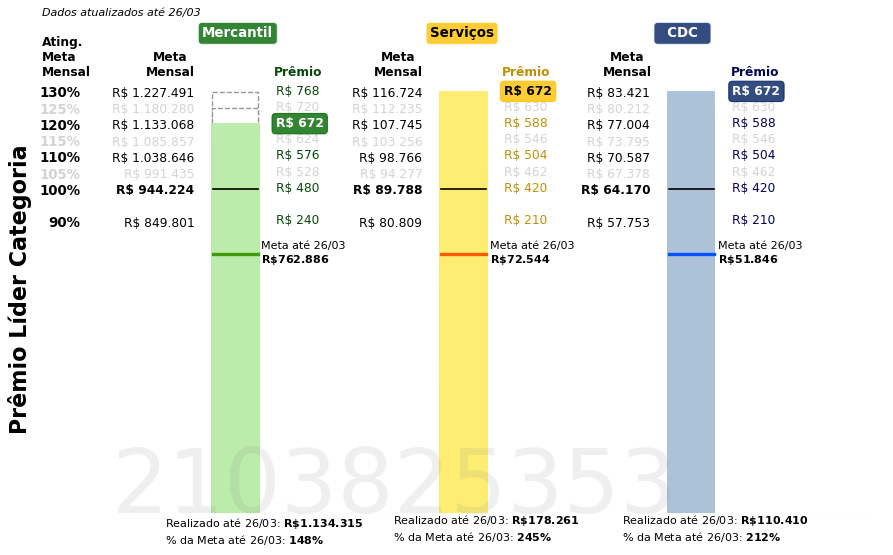 Dados atualizados até 26/03
Mercantil
Serviços
CDC
Ating.
Meta
Mensal
Meta
Mensal
Prêmio
Meta
Mensal
Prêmio
Meta
Mensal
Prêmio
130% R$ 1.227.491 R$ 768 R$ 116.724 R$ 672 R$ 83.421 R$ 672
125% R$ 1.180.280 R$ 720 R$ 112.235 R$ 630 R$ 80.212 R$ 630
120% R$ 1.133.068 R$ 672 R$ 107.745 R$ 588 R$ 77.004 R$ 588
115% R$ 1.085.857 R$ 624 R$ 103.256 R$ 546 R$ 73.795 R$ 546
110% R$ 1.038.646 R$ 576 R$ 98.766 R$ 504 R$ 70.587 R$ 504
105% R$ 991.435 R$ 528 R$ 94.277 R$ 462 R$ 67.378 R$ 462
100% R$ 944.224 R$ 480 R$ 89.788 R$ 420 R$ 64.170 R$ 420
90% R$ 849.801 R$ 240 R$ 80.809 R$ 210 R$ 57.753 R$ 210
Meta até 26/03
R$762.886
Meta até 26/03
R$72.544
Meta até 26/03
R$51.846
Prêmio Líder Categoria
2103825353
Realizado até 26/03: R$1.134.315
% da Meta até 26/03: 148%
Realizado até 26/03: R$178.261
% da Meta até 26/03: 245%
Realizado até 26/03: R$110.410
% da Meta até 26/03: 212%